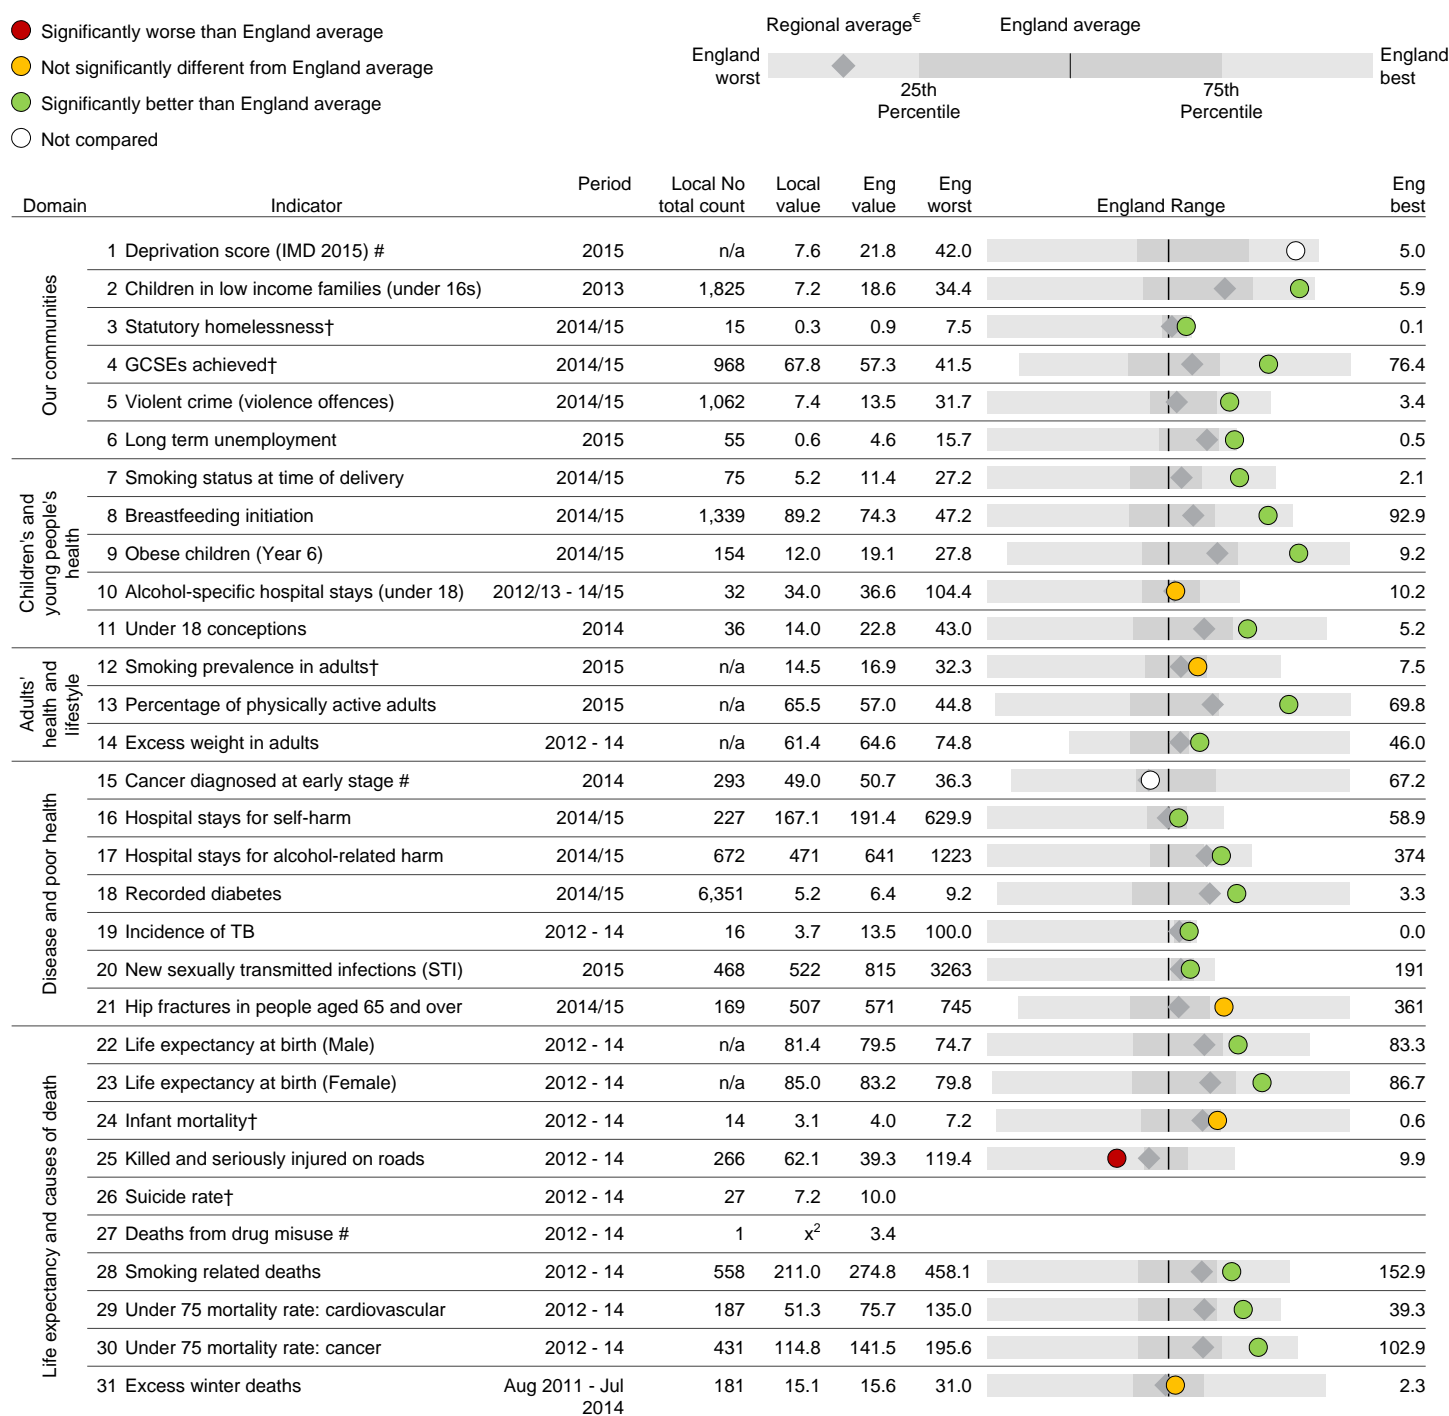 Significantly worse than England average
Not significantly different from England average
Significantly better than England average
Not compared
Regional average€ England average
England worst England best
25th Percentile 75th Percentile
Domain Indicator Period Local No total count Local value Eng value Eng worst England Range Eng best
Our communities
1 Deprivation score (IMD 2015) # 2015 n/a 7.6 21.8 42.0 5.0
2 Children in low income families (under 16s) 2013 1,825 7.2 18.6 34.4 5.9
3 Statutory homelessness† 2014/15 15 0.3 0.9 7.5 0.1
4 GCSEs achieved† 2014/15 968 67.8 57.3 41.5 76.4
5 Violent crime (violence offences) 2014/15 1,062 7.4 13.5 31.7 3.4
6 Long term unemployment 2015 55 0.6 4.6 15.7 0.5
Children's and young people's health
7 Smoking status at time of delivery 2014/15 75 5.2 11.4 27.2 2.1
8 Breastfeeding initiation 2014/15 1,339 89.2 74.3 47.2 92.9
9 Obese children (Year 6) 2014/15 154 12.0 19.1 27.8 9.2
10 Alcohol-specific hospital stays (under 18) 2012/13 - 14/15 32 34.0 36.6 104.4 10.2
11 Under 18 conceptions 2014 36 14.0 22.8 43.0 5.2
Adults' health and lifestyle
12 Smoking prevalence in adults† 2015 n/a 14.5 16.9 32.3 7.5
13 Percentage of physically active adults 2015 n/a 65.5 57.0 44.8 69.8
14 Excess weight in adults 2012 - 14 n/a 61.4 64.6 74.8 46.0
Disease and poor health
15 Cancer diagnosed at early stage # 2014 293 49.0 50.7 36.3 67.2
16 Hospital stays for self-harm 2014/15 227 167.1 191.4 629.9 58.9
17 Hospital stays for alcohol-related harm 2014/15 672 471 641 1223 374
18 Recorded diabetes 2014/15 6,351 5.2 6.4 9.2 3.3
19 Incidence of TB 2012 - 14 16 3.7 13.5 100.0 0.0
20 New sexually transmitted infections (STI) 2015 468 522 815 3263 191
21 Hip fractures in people aged 65 and over 2014/15 169 507 571 745 361
Life expectancy and causes of death
22 Life expectancy at birth (Male) 2012 - 14 n/a 81.4 79.5 74.7 83.3
23 Life expectancy at birth (Female) 2012 - 14 n/a 85.0 83.2 79.8 86.7
24 Infant mortality† 2012 - 14 14 3.1 4.0 7.2 0.6
25 Killed and seriously injured on roads 2012 - 14 266 62.1 39.3 119.4 9.9
26 Suicide rate† 2012 - 14 27 7.2 10.0
27 Deaths from drug misuse # 2012 - 14 1 x² 3.4
28 Smoking related deaths 2012 - 14 558 211.0 274.8 458.1 152.9
29 Under 75 mortality rate: cardiovascular 2012 - 14 187 51.3 75.7 135.0 39.3
30 Under 75 mortality rate: cancer 2012 - 14 431 114.8 141.5 195.6 102.9
31 Excess winter deaths Aug 2011 - Jul 2014 181 15.1 15.6 31.0 2.3